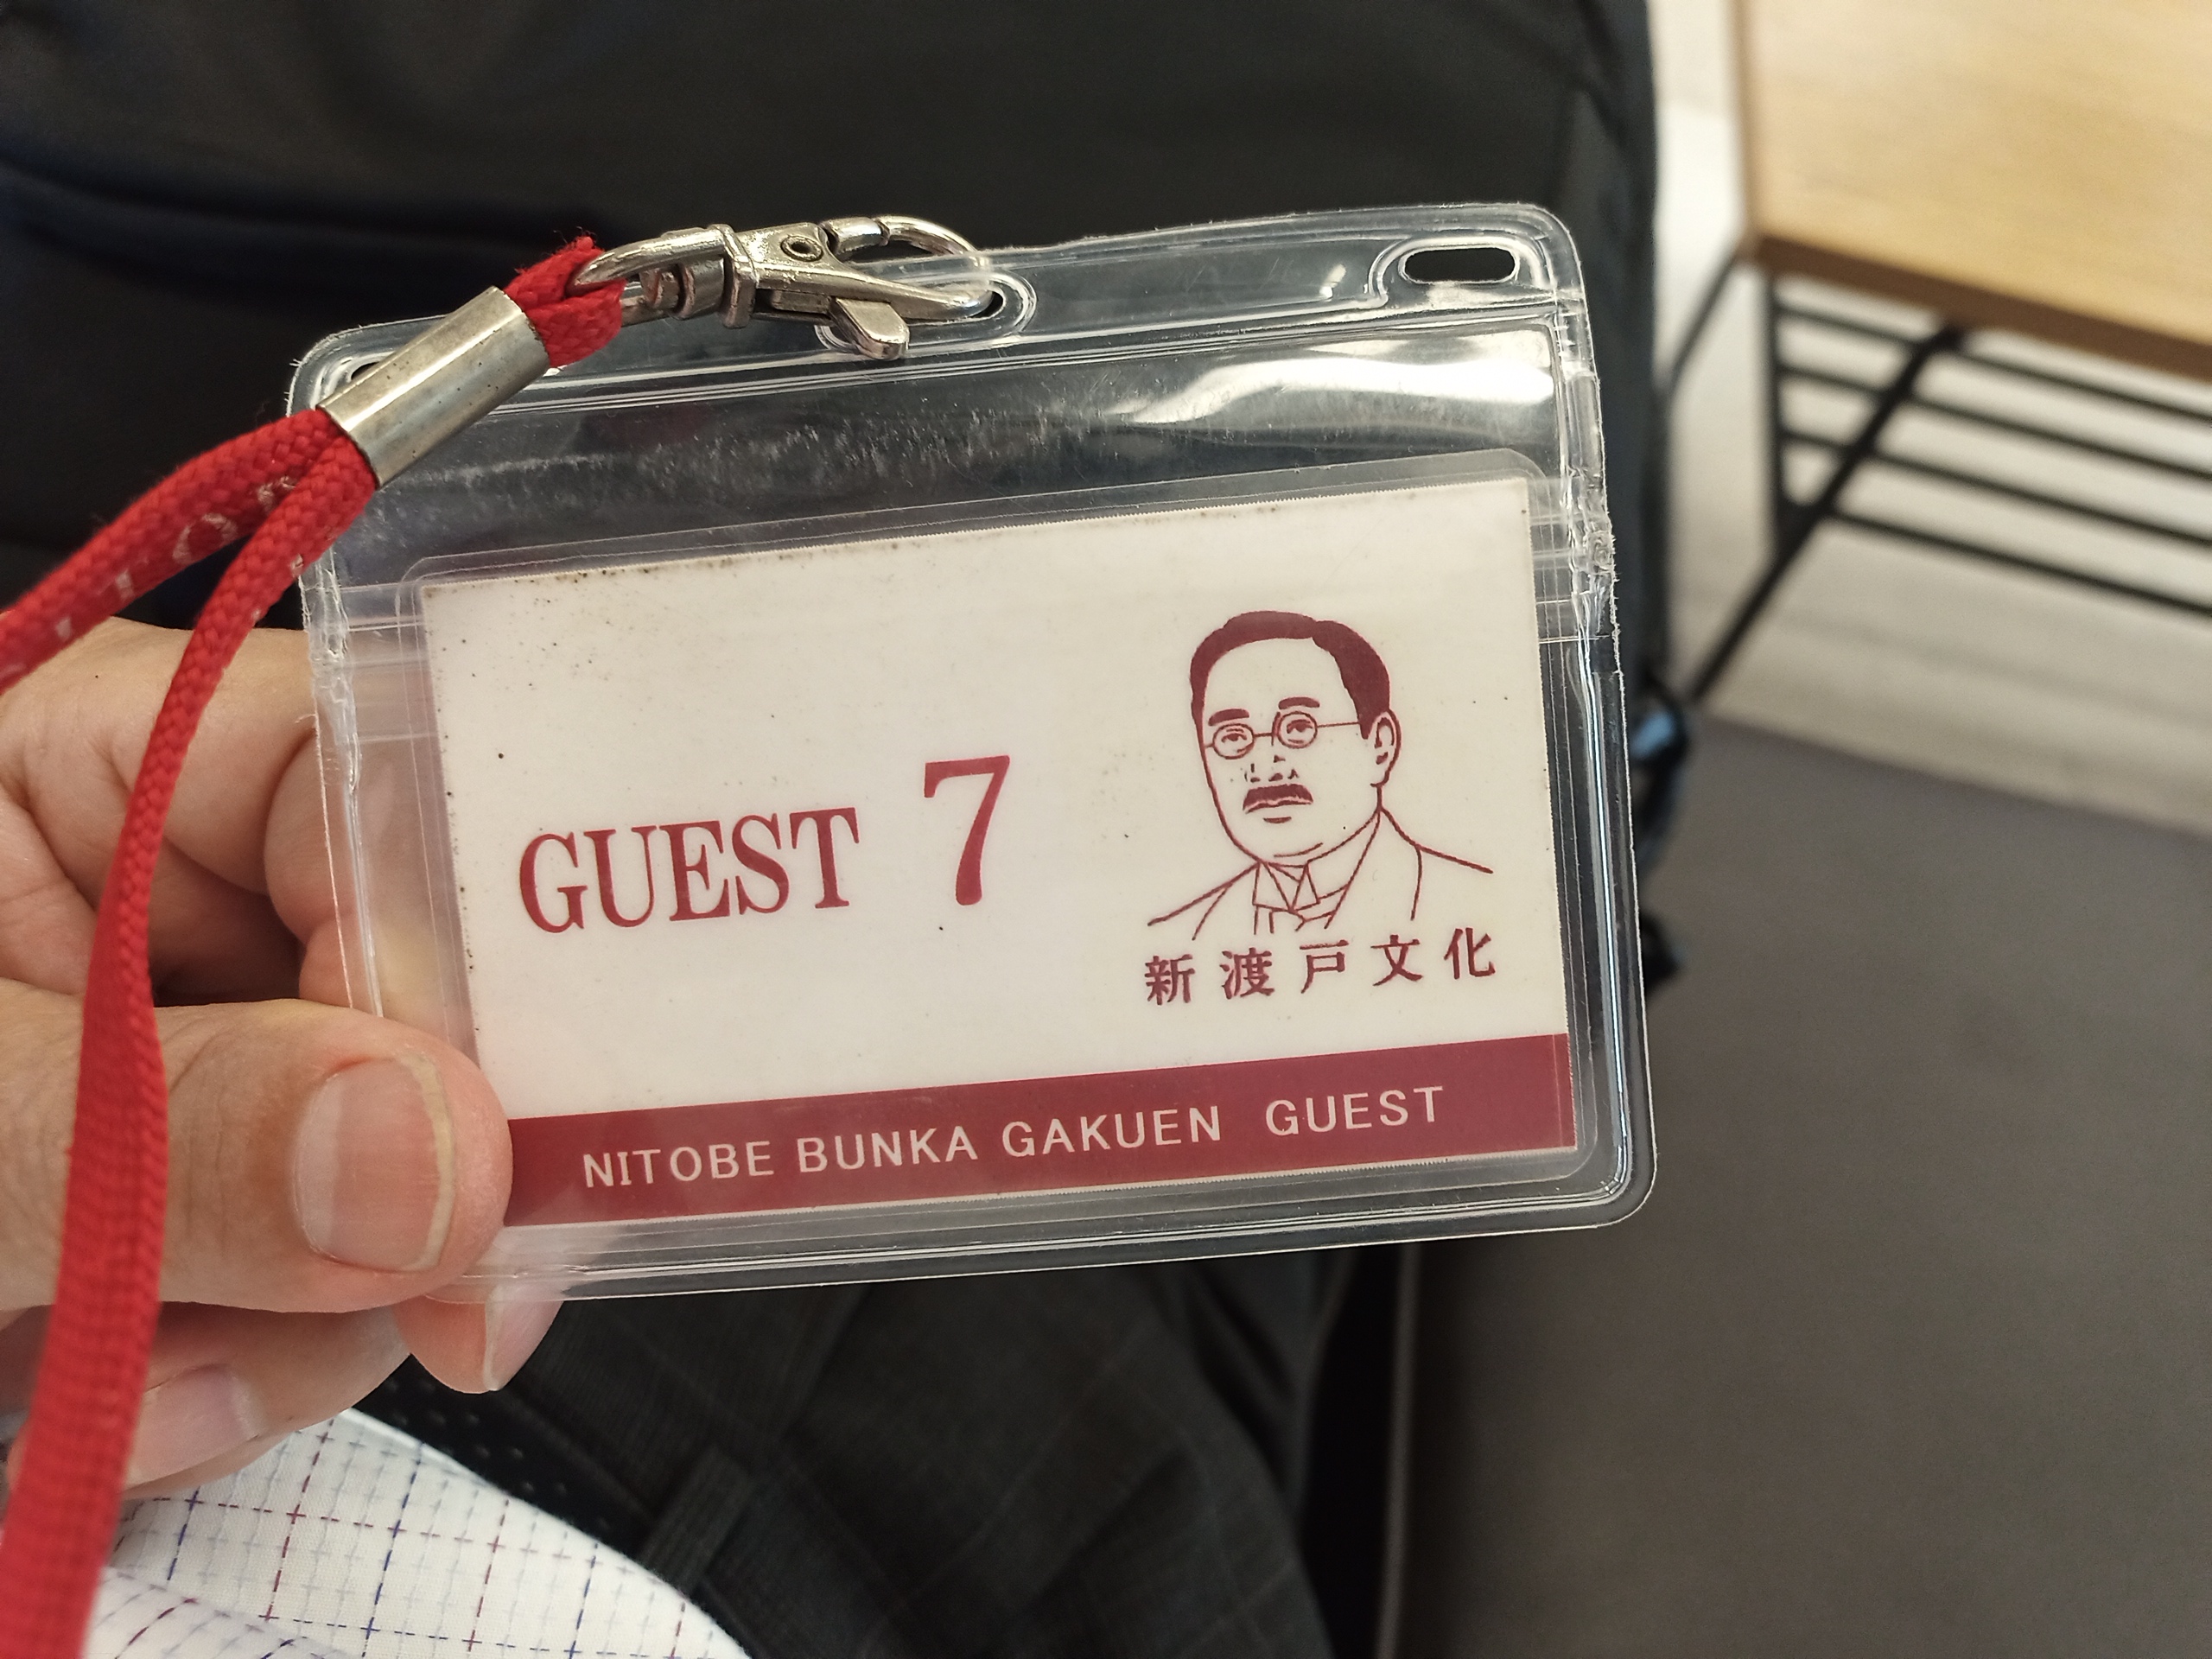 GUEST 7
新渡戸文化
NITOBE BUNKA GAKUEN GUEST